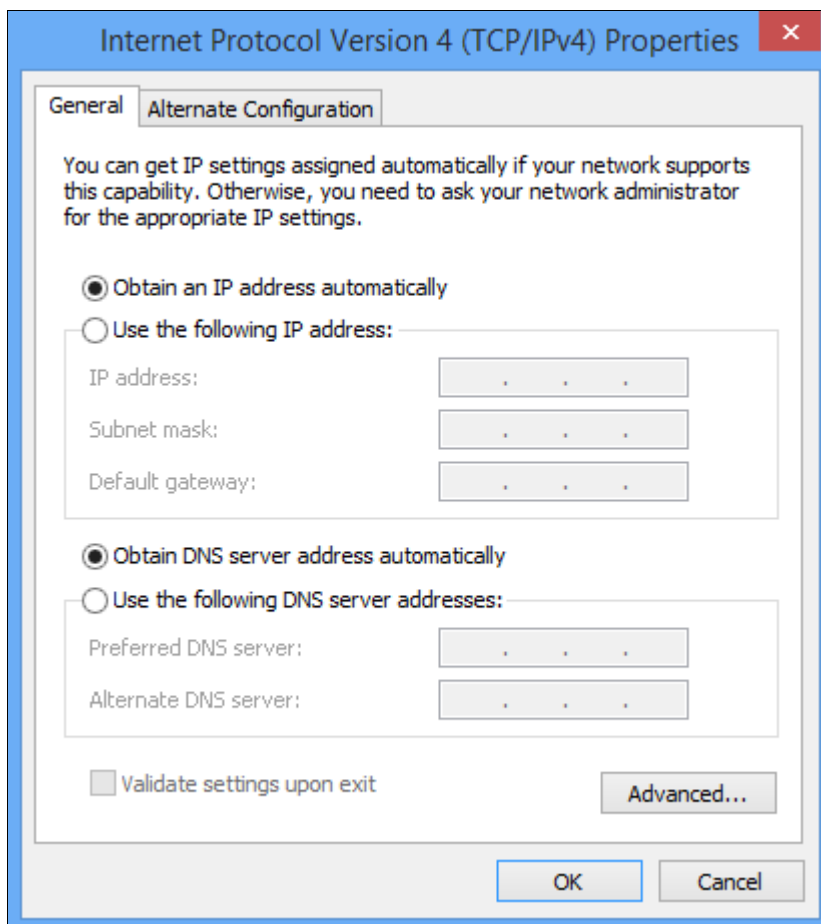 Internet Protocol Version 4 (TCP/IPv4) Properties
General
Alternate Configuration
You can get IP settings assigned automatically if your network supports
this capability. Otherwise, you need to ask your network administrator
for the appropriate IP settings.
Obtain an IP address automatically
Use the following IP address:
IP address:
Subnet mask:
Default gateway:
Obtain DNS server address automatically
Use the following DNS server addresses:
Preferred DNS server:
Alternate DNS server:
Validate settings upon exit
Advanced...
OK
Cancel